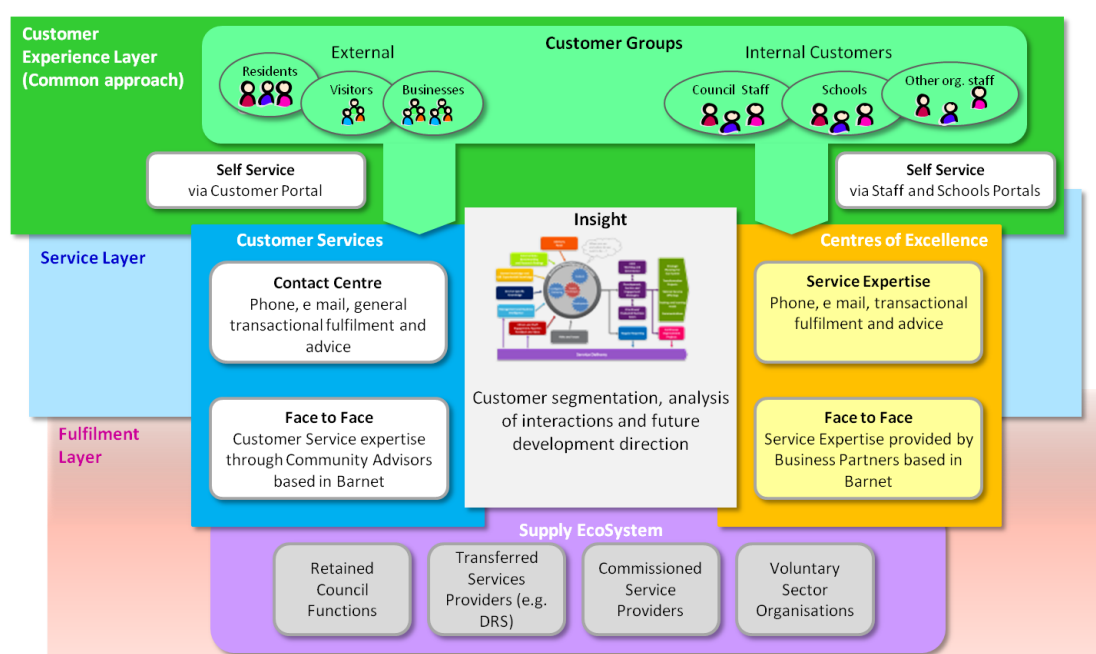 Customer
Experience Layer
(Common approach)
Customer Groups
External
Internal Customers
Residents
Visitors
Businesses
Council Staff
Schools
Other org. staff
Self Service
via Customer Portal
Self Service
via Staff and Schools Portals
Service Layer
Customer Services
Contact Centre
Phone, e mail, general
transactional fulfilment and
advice
Face to Face
Customer Service expertise
through Community Advisors
based in Barnet
Insight
Service Delivery
Customer segmentation, analysis
of interactions and future
development direction
Centres of Excellence
Service Expertise
Phone, e mail, transactional
fulfilment and advice
Face to Face
Service Expertise provided by
Business Partners based in
Barnet
Fulfilment
Layer
Supply EcoSystem
Retained
Council
Functions
Transferred
Services
Providers (e.g.
DRS)
Commissioned
Service
Providers
Voluntary
Sector
Organisations